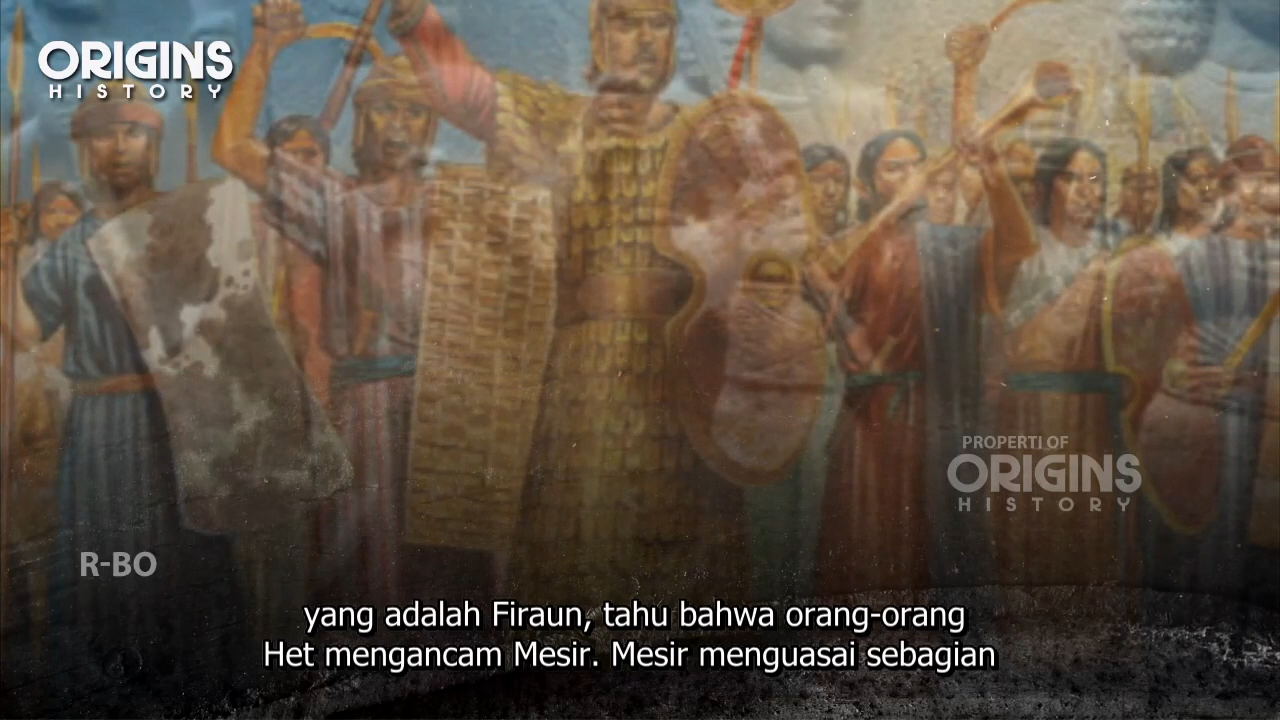 ORIGINS
HISTORY
PROPERTI OF
ORIGINS
HISTORY
R-BO
yang adalah Firaun, tahu bahwa orang-orang
Het mengancam Mesir. Mesir menguasai sebagian